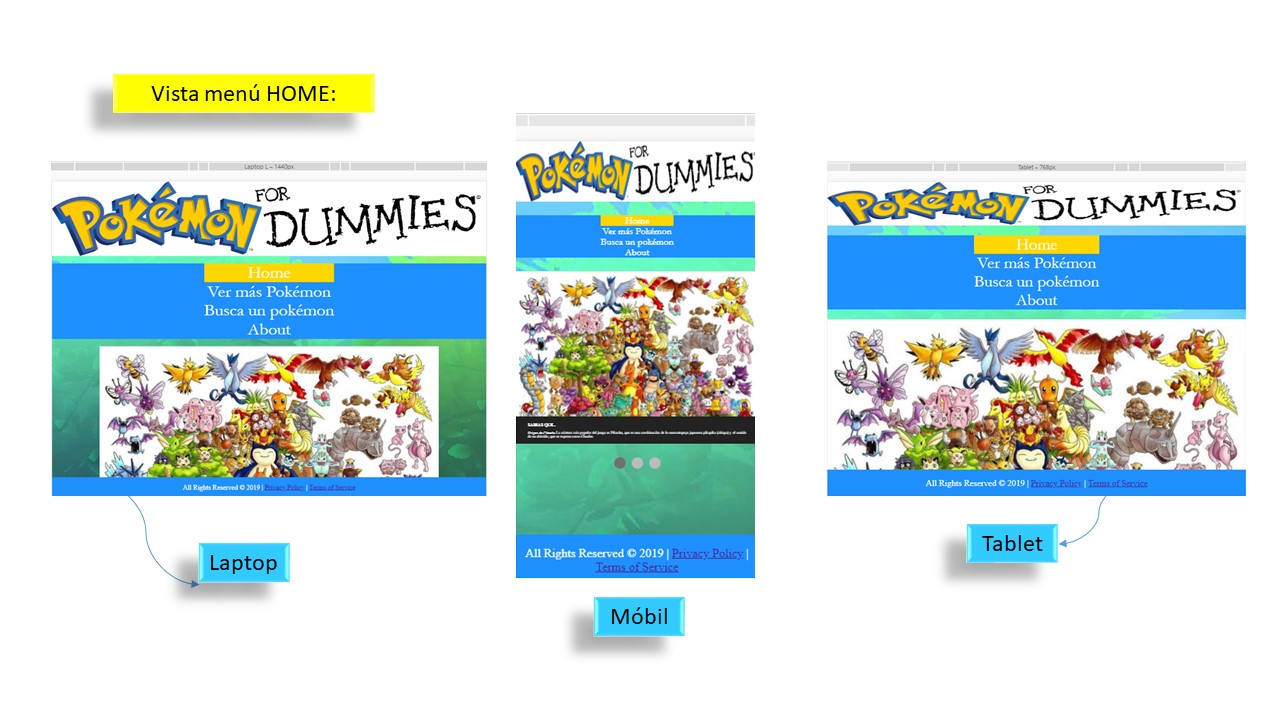 Vista menú HOME:
Laptop L – 1440px
POKéMON FOR DUMMIES®
Home
Ver más Pokémon
Busca un pokémon
About
All Rights Reserved © 2019 | Privacy Policy | Terms of Service
Laptop
POKéMON FOR DUMMIES
Home
Ver más Pokémon
Busca un pokémon
About
SABIAS QUE...
All Rights Reserved © 2019 | Privacy Policy |
Terms of Service
Móbil
Tablet – 768px
POKéMON FOR DUMMIES®
Home
Ver más Pokémon
Busca un pokémon
About
All Rights Reserved © 2019 | Privacy Policy | Terms of Service
Tablet